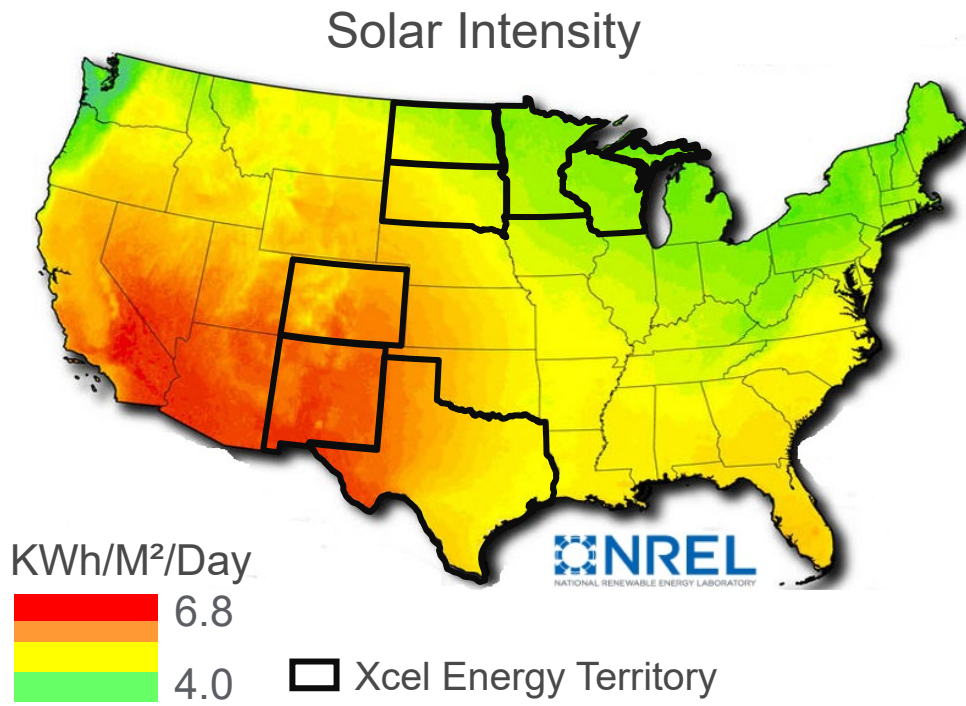 Solar Intensity
NREL
NATIONAL RENEWABLE ENERGY LABORATORY
KWh/M²/Day
6.8
4.0
Xcel Energy Territory